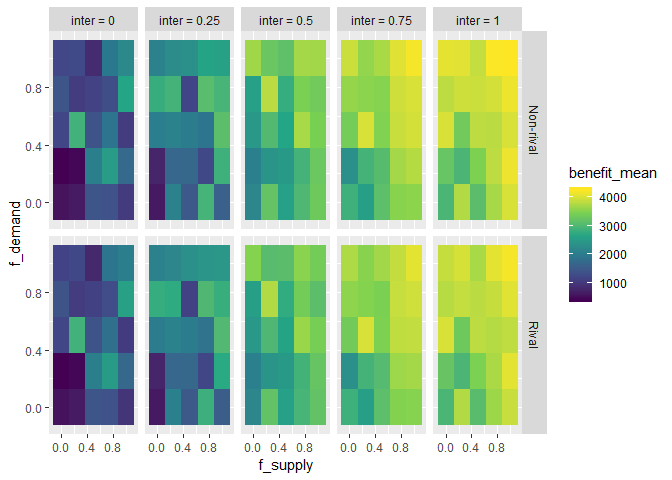 inter = 0 inter = 0.25 inter = 0.5 inter = 0.75 inter = 1
0.8
0.4
0.0
Non-rival
0.8
0.4
0.0
Rival
0.0 0.4 0.8 0.0 0.4 0.8 0.0 0.4 0.8 0.0 0.4 0.8 0.0 0.4 0.8
f_supply
f_demand
benefit_mean
4000
3000
2000
1000